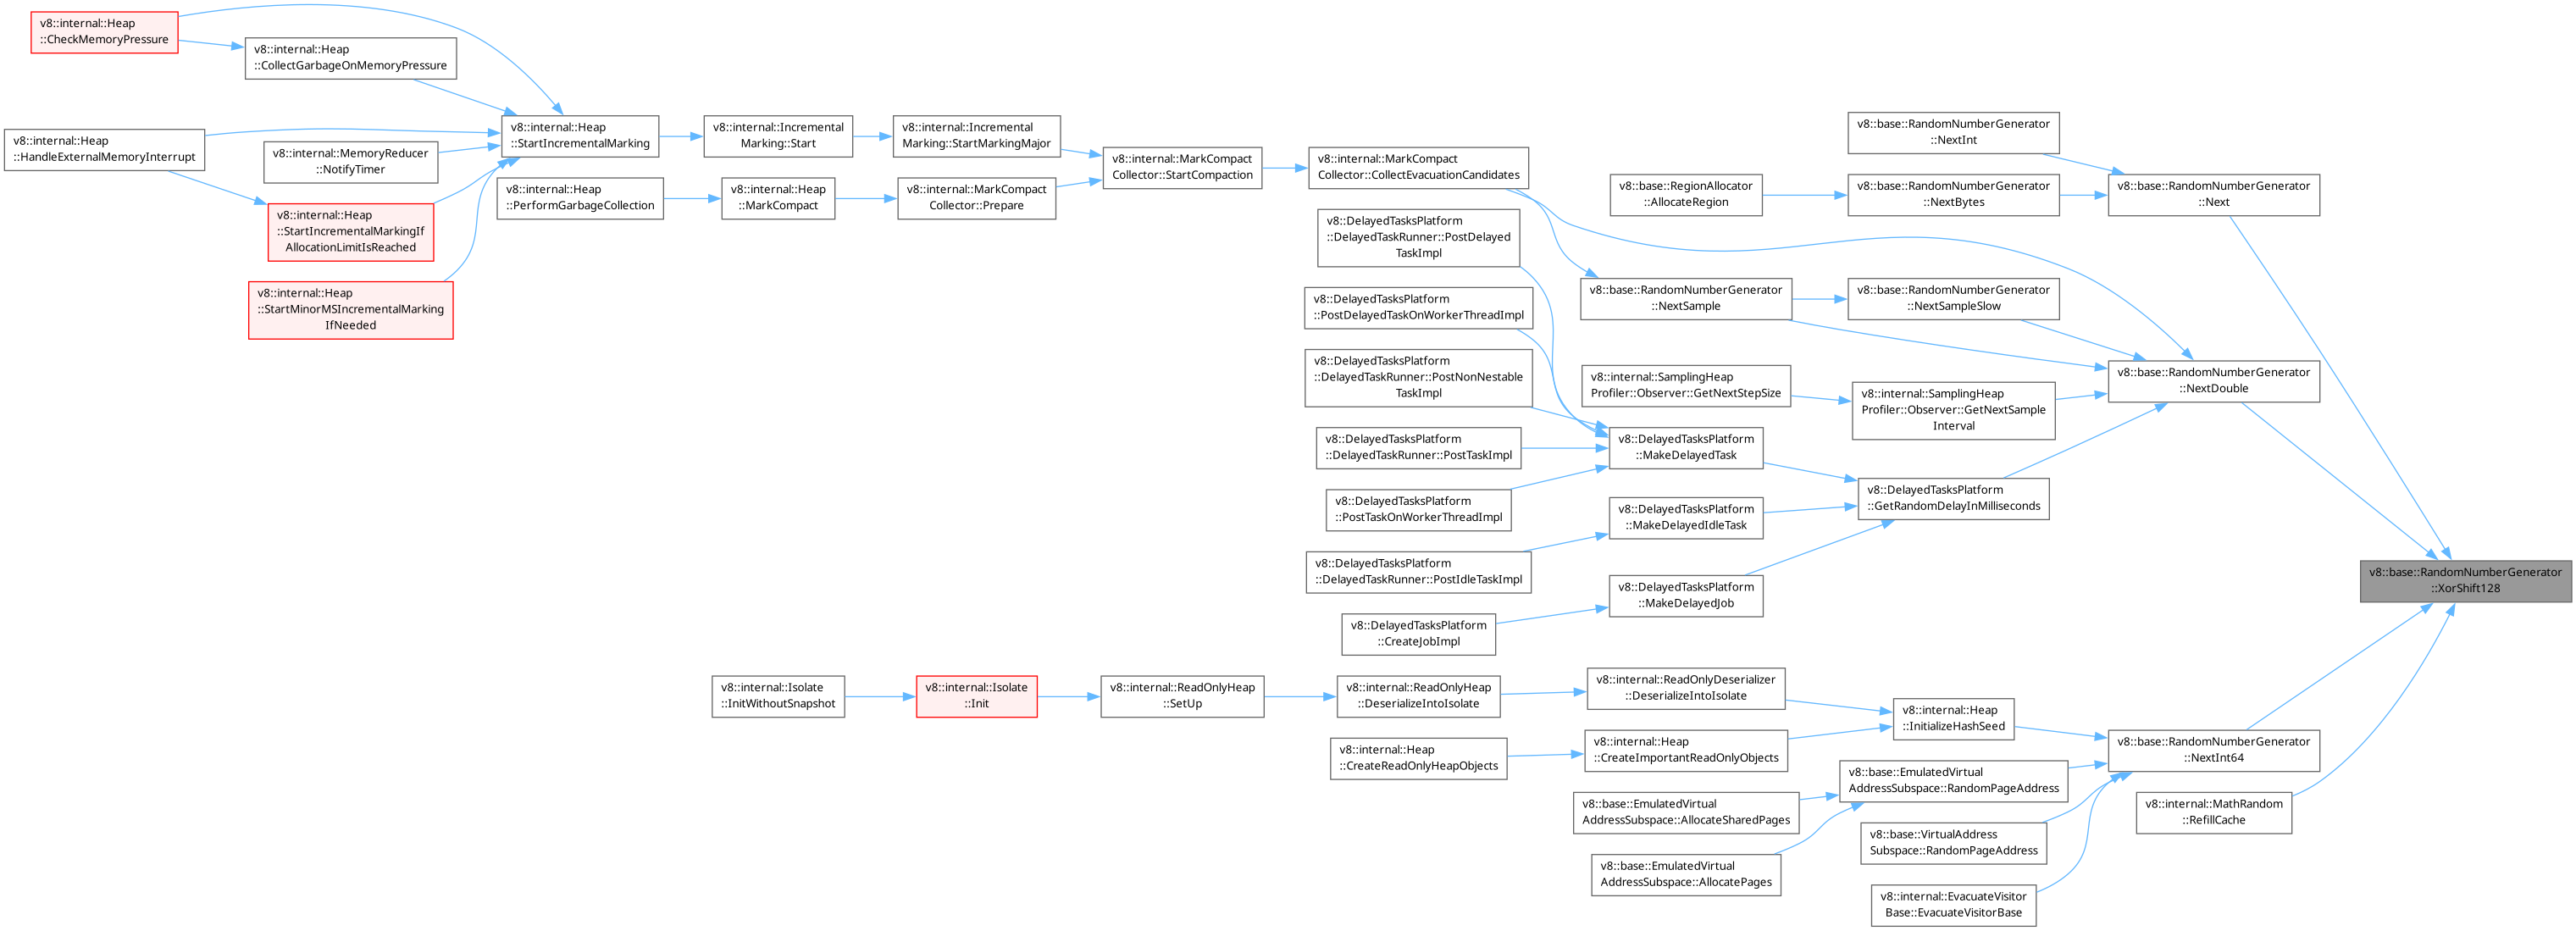 v8::internal::Heap
::CheckMemoryPressure
v8::internal::Heap
::CollectGarbageOnMemoryPressure
v8::internal::Heap
::HandleExternalMemoryInterrupt
v8::internal::MemoryReducer
::NotifyTimer
v8::internal::Heap
::StartIncrementalMarkingIf
AllocationLimitIsReached
v8::internal::Heap
::StartMinorMSIncrementalMarking
IfNeeded
v8::internal::Heap
::StartIncrementalMarking
v8::internal::Heap
::PerformGarbageCollection
v8::internal::Incremental
Marking::Start
v8::internal::Heap
::MarkCompact
v8::internal::Incremental
Marking::StartMarkingMajor
v8::internal::MarkCompact
Collector::Prepare
v8::internal::MarkCompact
Collector::StartCompaction
v8::internal::MarkCompact
Collector::CollectEvacuationCandidates
v8::DelayedTasksPlatform
::DelayedTaskRunner::PostDelayed
TaskImpl
v8::DelayedTasksPlatform
::PostDelayedTaskOnWorkerThreadImpl
v8::DelayedTasksPlatform
::DelayedTaskRunner::PostNonNestable
TaskImpl
v8::DelayedTasksPlatform
::DelayedTaskRunner::PostTaskImpl
v8::DelayedTasksPlatform
::PostTaskOnWorkerThreadImpl
v8::DelayedTasksPlatform
::DelayedTaskRunner::PostIdleTaskImpl
v8::DelayedTasksPlatform
::CreateJobImpl
v8::base::RegionAllocator
::AllocateRegion
v8::base::RandomNumberGenerator
::NextSample
v8::internal::SamplingHeap
Profiler::Observer::GetNextStepSize
v8::DelayedTasksPlatform
::MakeDelayedTask
v8::DelayedTasksPlatform
::MakeDelayedIdleTask
v8::DelayedTasksPlatform
::MakeDelayedJob
v8::base::RandomNumberGenerator
::NextInt
v8::base::RandomNumberGenerator
::NextBytes
v8::base::RandomNumberGenerator
::NextSampleSlow
v8::internal::SamplingHeap
Profiler::Observer::GetNextSample
Interval
v8::DelayedTasksPlatform
::GetRandomDelayInMilliseconds
v8::base::RandomNumberGenerator
::Next
v8::base::RandomNumberGenerator
::NextDouble
v8::base::RandomNumberGenerator
::XorShift128
v8::internal::Isolate
::InitWithoutSnapshot
v8::internal::Isolate
::Init
v8::internal::ReadOnlyHeap
::SetUp
v8::internal::ReadOnlyHeap
::DeserializeIntoIsolate
v8::internal::Heap
::CreateReadOnlyHeapObjects
v8::internal::ReadOnlyDeserializer
::DeserializeIntoIsolate
v8::internal::Heap
::CreateImportantReadOnlyObjects
v8::base::EmulatedVirtual
AddressSubspace::AllocateSharedPages
v8::base::EmulatedVirtual
AddressSubspace::AllocatePages
v8::internal::Heap
::InitializeHashSeed
v8::base::EmulatedVirtual
AddressSubspace::RandomPageAddress
v8::base::VirtualAddress
Subspace::RandomPageAddress
v8::internal::EvacuateVisitor
Base::EvacuateVisitorBase
v8::base::RandomNumberGenerator
::NextInt64
v8::internal::MathRandom
::RefillCache